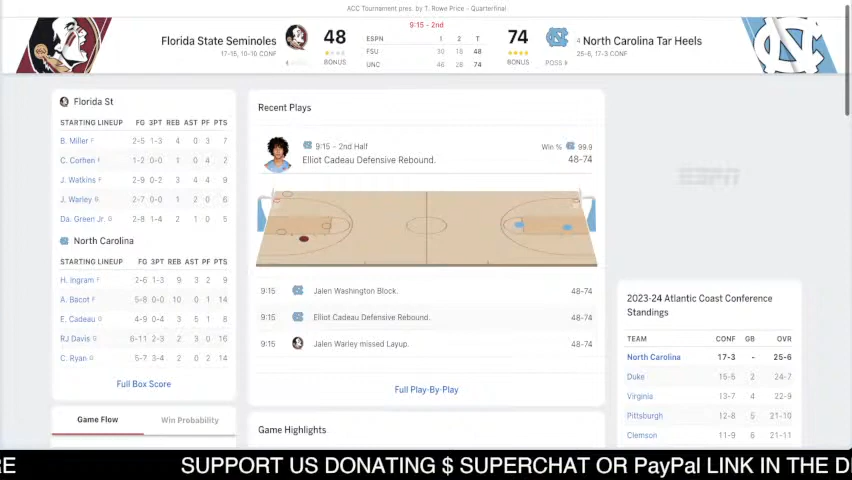 ACC Tournament pres. by T. Rowe Price - Quarterfinal
Florida State Seminoles
17-15, 10-10 CONF
48
BONUS
9:15 - 2nd
ESPN 1 2 T
FSU 30 18 48
UNC 46 28 74
74
BONUS
POSS
4 North Carolina Tar Heels
25-6, 17-3 CONF
Florida St
STARTING LINEUP FG 3PT REB AST PF PTS
B. Miller F 2-5 1-3 4 0 3 7
C. Corhen F 1-2 0-0 1 0 4 2
J. Watkins F 2-9 0-2 3 4 4 9
J. Warley G 2-7 0-0 1 2 0 6
Da. Green Jr. G 2-8 1-4 2 1 0 5
North Carolina
STARTING LINEUP FG 3PT REB AST PF PTS
H. Ingram F 2-6 1-3 9 3 2 9
A. Bacot F 5-8 0-0 10 0 1 14
E. Cadeau G 4-9 0-4 3 5 1 8
RJ Davis G 6-11 2-3 2 3 0 16
C. Ryan G 5-7 3-4 2 0 2 14
Full Box Score
Game Flow
Win Probability
Recent Plays
9:15 - 2nd Half
Elliot Cadeau Defensive Rebound.
Win % 99.9
48-74
9:15 Jalen Washington Block. 48-74
9:15 Elliot Cadeau Defensive Rebound. 48-74
9:15 Jalen Warley missed Layup. 48-74
Full Play-By-Play
Game Highlights
ESPN
2023-24 Atlantic Coast Conference
Standings
TEAM CONF GB OVR
North Carolina 17-3 - 25-6
Duke 15-5 2 24-7
Virginia 13-7 4 22-9
Pittsburgh 12-8 5 21-10
Clemson 11-9 6 21-11
RE SUPPORT US DONATING $ SUPERCHAT OR PayPal LINK IN THE D